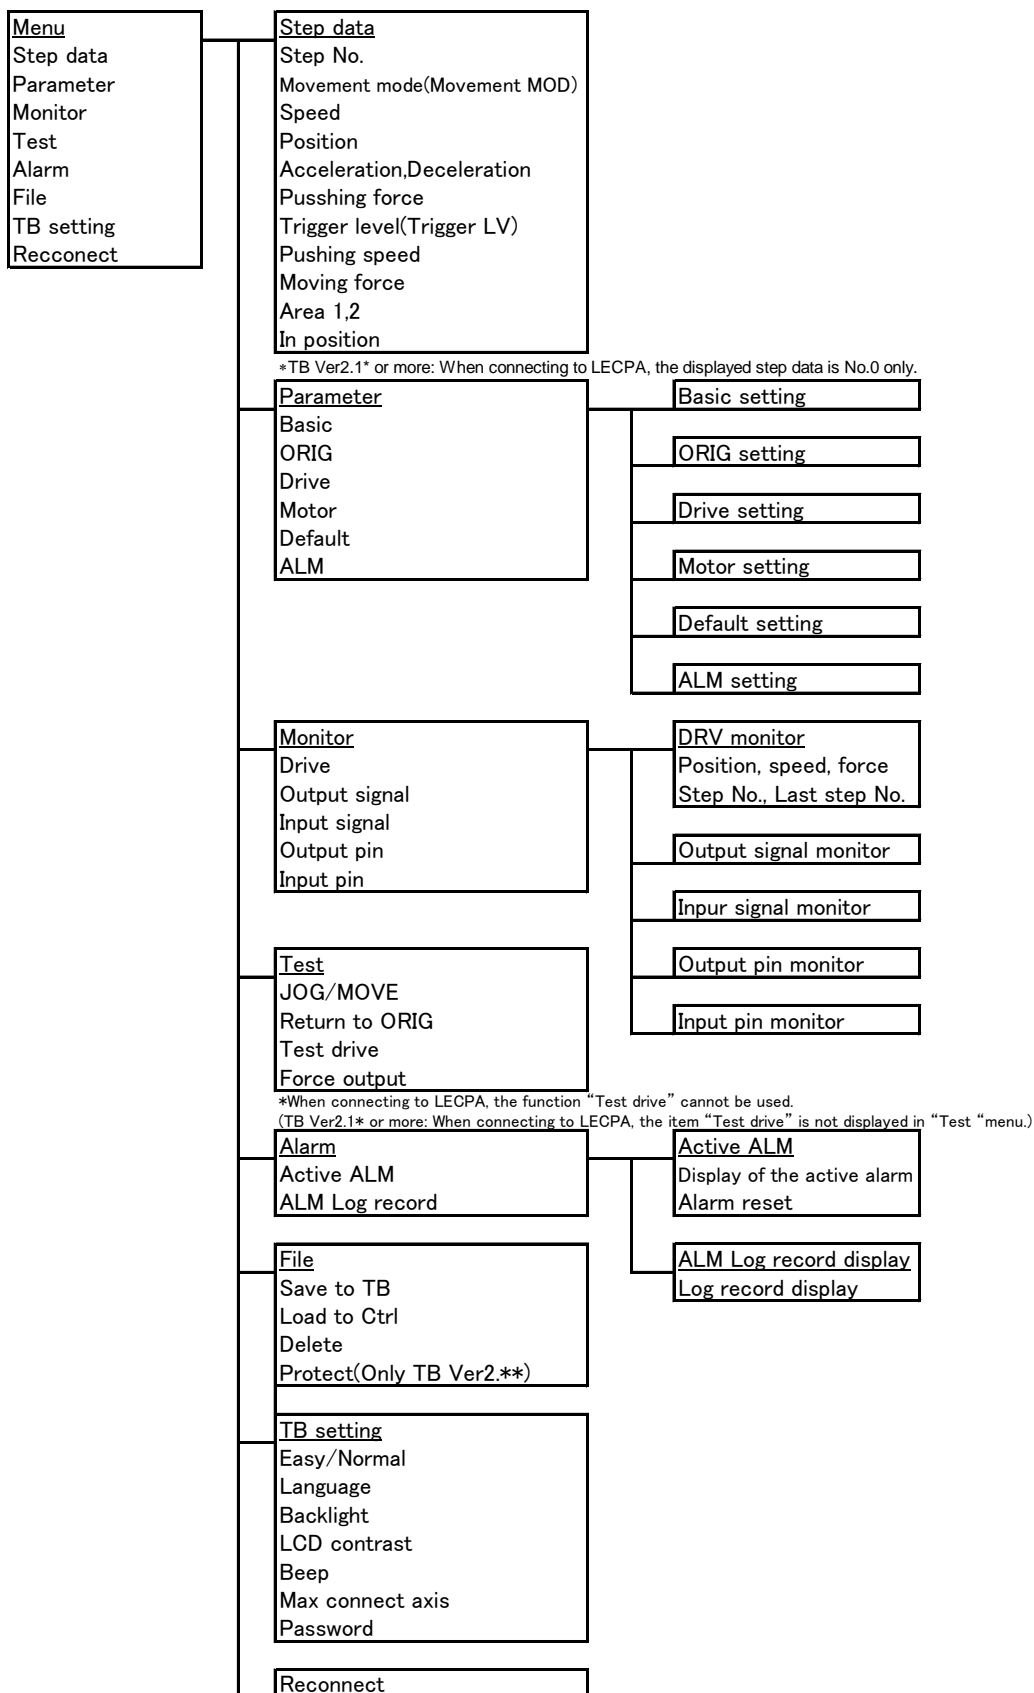 Menu
Step data
Parameter
Monitor
Test
Alarm
File
TB setting
Recconect
Step data
Step No.
Movement mode(Movement MOD)
Speed
Position
Acceleration,Deceleration
Pusshing force
Trigger level(Trigger LV)
Pushing speed
Moving force
Area 1,2
In position
*TB Ver2.1* or more: When connecting to LECPA, the displayed step data is No.0 only.
Parameter
Basic
ORIG
Drive
Motor
Default
ALM
Basic setting
ORIG setting
Drive setting
Motor setting
Default setting
ALM setting
Monitor
Drive
Output signal
Input signal
Output pin
Input pin
DRV monitor
Position, speed, force
Step No., Last step No.
Output signal monitor
Inpur signal monitor
Output pin monitor
Input pin monitor
Test
JOG/MOVE
Return to ORIG
Test drive
Force output
*When connecting to LECPA, the function “Test drive” cannot be used.
(TB Ver2.1* or more: When connecting to LECPA, the item “Test drive” is not displayed in “Test “menu.)
Alarm
Active ALM
ALM Log record
Active ALM
Display of the active alarm
Alarm reset
ALM Log record display
Log record display
File
Save to TB
Load to Ctrl
Delete
Protect(Only TB Ver2.**)
TB setting
Easy/Normal
Language
Backlight
LCD contrast
Beep
Max connect axis
Password
Reconnect